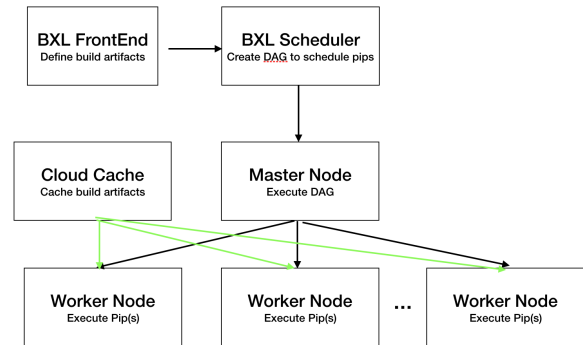 BXL FrontEnd
Define build artifacts
BXL Scheduler
Create DAG to schedule pips
Cloud Cache
Cache build artifacts
Master Node
Execute DAG
Worker Node
Execute Pip(s)
Worker Node
Execute Pip(s)
...
Worker Node
Execute Pip(s)